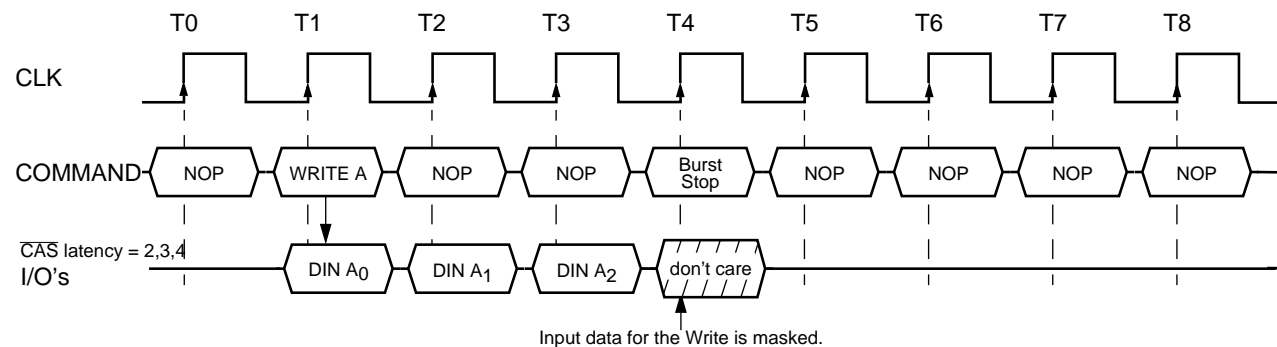 T0 T1 T2 T3 T4 T5 T6 T7 T8
CLK
COMMAND NOP WRITE A NOP NOP Burst Stop NOP NOP NOP NOP
CAS latency = 2,3,4
I/O's DIN A0 DIN A1 DIN A2 don't care
Input data for the Write is masked.